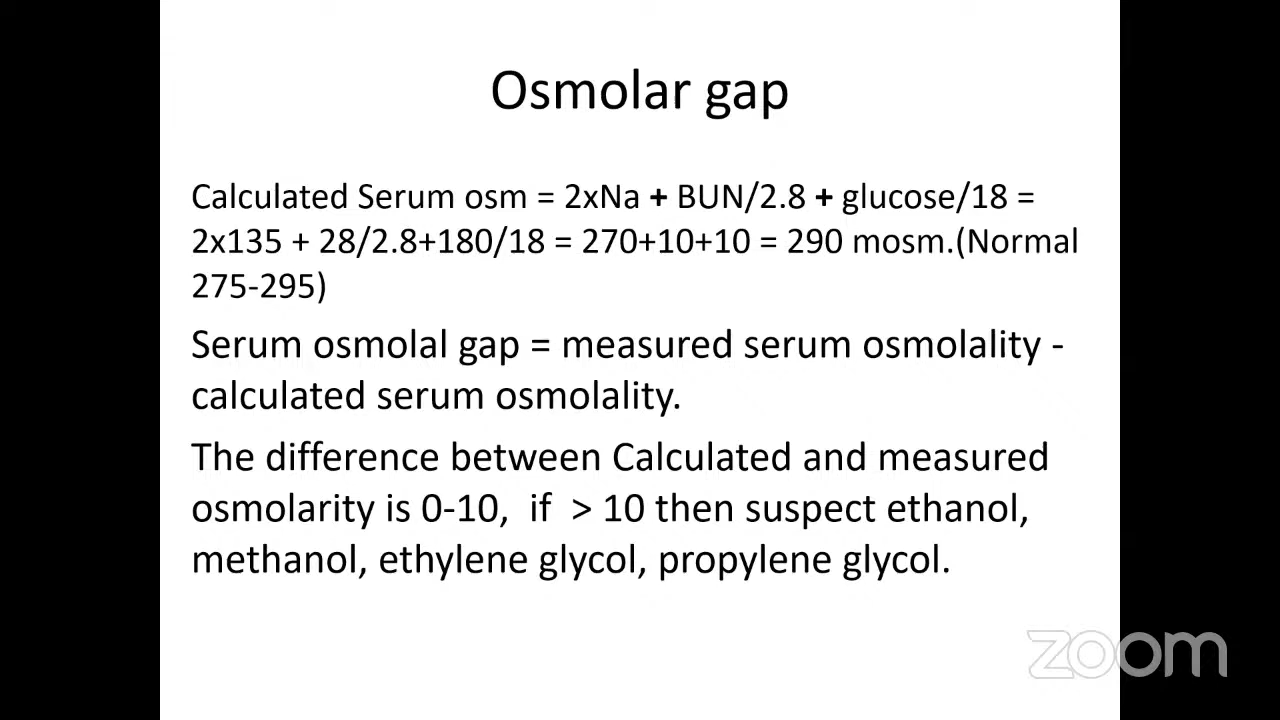 Osmolar gap
Calculated Serum osm = 2xNa + BUN/2.8 + glucose/18 =
2x135 + 28/2.8+180/18 = 270+10+10 = 290 mosm.(Normal
275-295)
Serum osmolal gap = measured serum osmolality -
calculated serum osmolality.
The difference between Calculated and measured
osmolarity is 0-10,  if  > 10 then suspect ethanol,
methanol, ethylene glycol, propylene glycol.
zoom